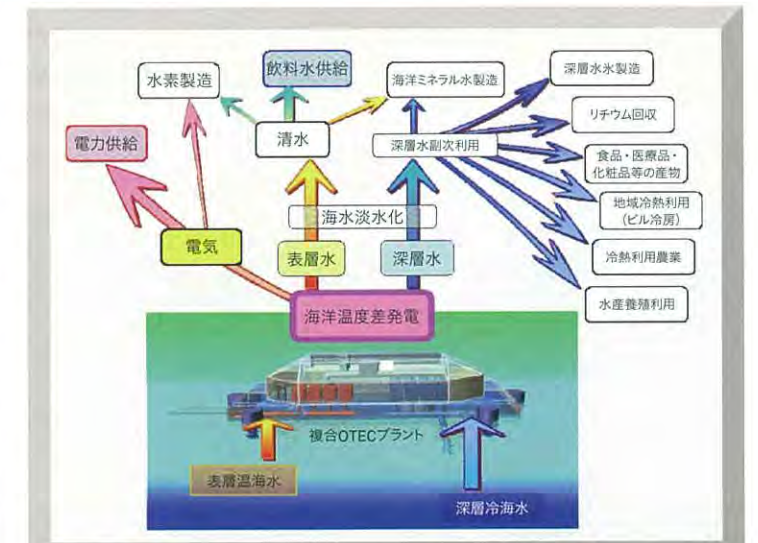 水素製造
飲料水供給
海洋ミネラル水製造
深層水氷製造
リチウム回収
電力供給
清水
深層水副次利用
食品・医療品・
化粧品等の産物
地域冷熱利用
(ビル冷房)
海水淡水化
電気
表層水
深層水
冷熱利用農業
水産養殖利用
海洋温度差発電
複合OTECプラント
表層温海水
深層冷海水